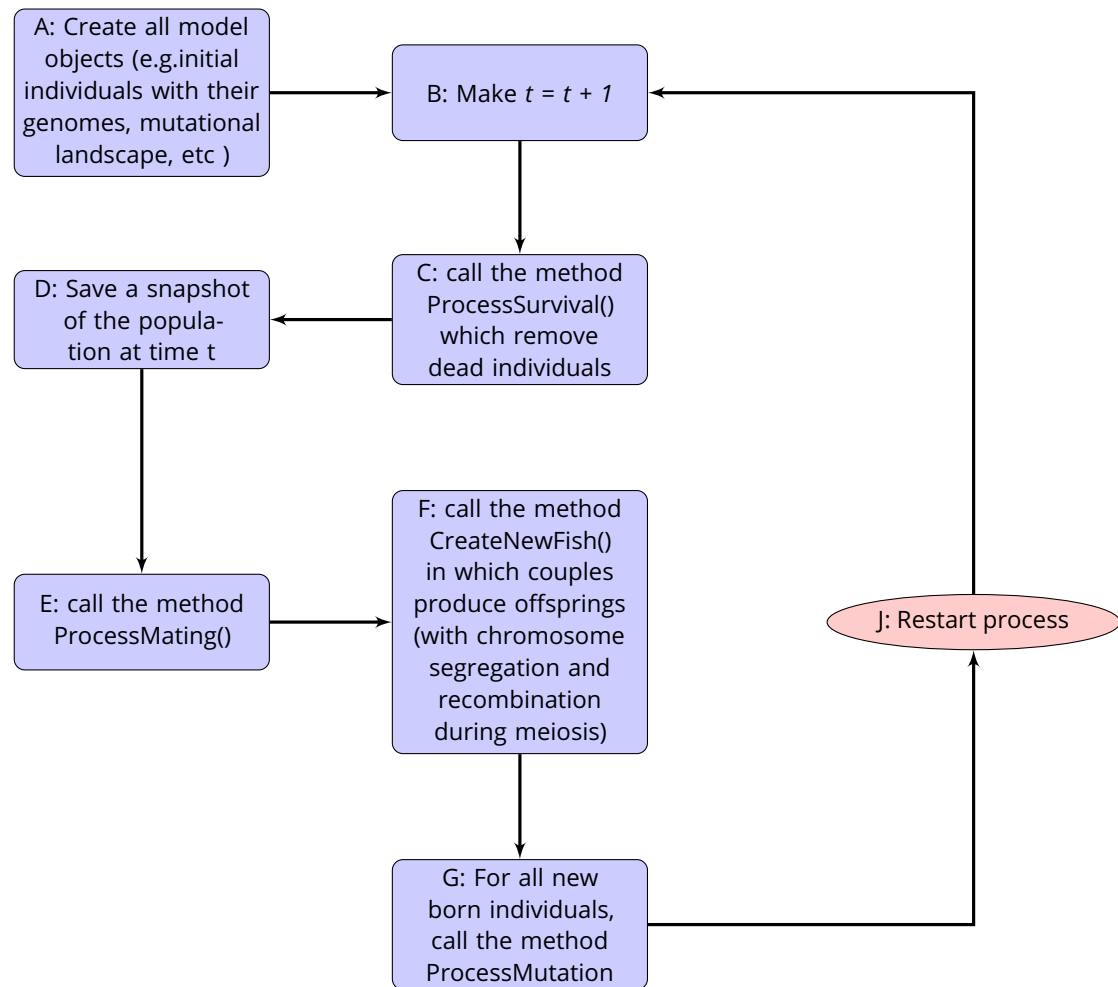 A: Create all model
objects (e.g.initial
individuals with their
genomes, mutational
landscape, etc )
B: Make t = t + 1
C: call the method
ProcessSurvival()
which remove
dead individuals
D: Save a snapshot
of the popula-
tion at time t
E: call the method
ProcessMating()
F: call the method
CreateNewFish()
in which couples
produce offsprings
(with chromosome
segregation and
recombination
during meiosis)
G: For all new
born individuals,
call the method
ProcessMutation
J: Restart process